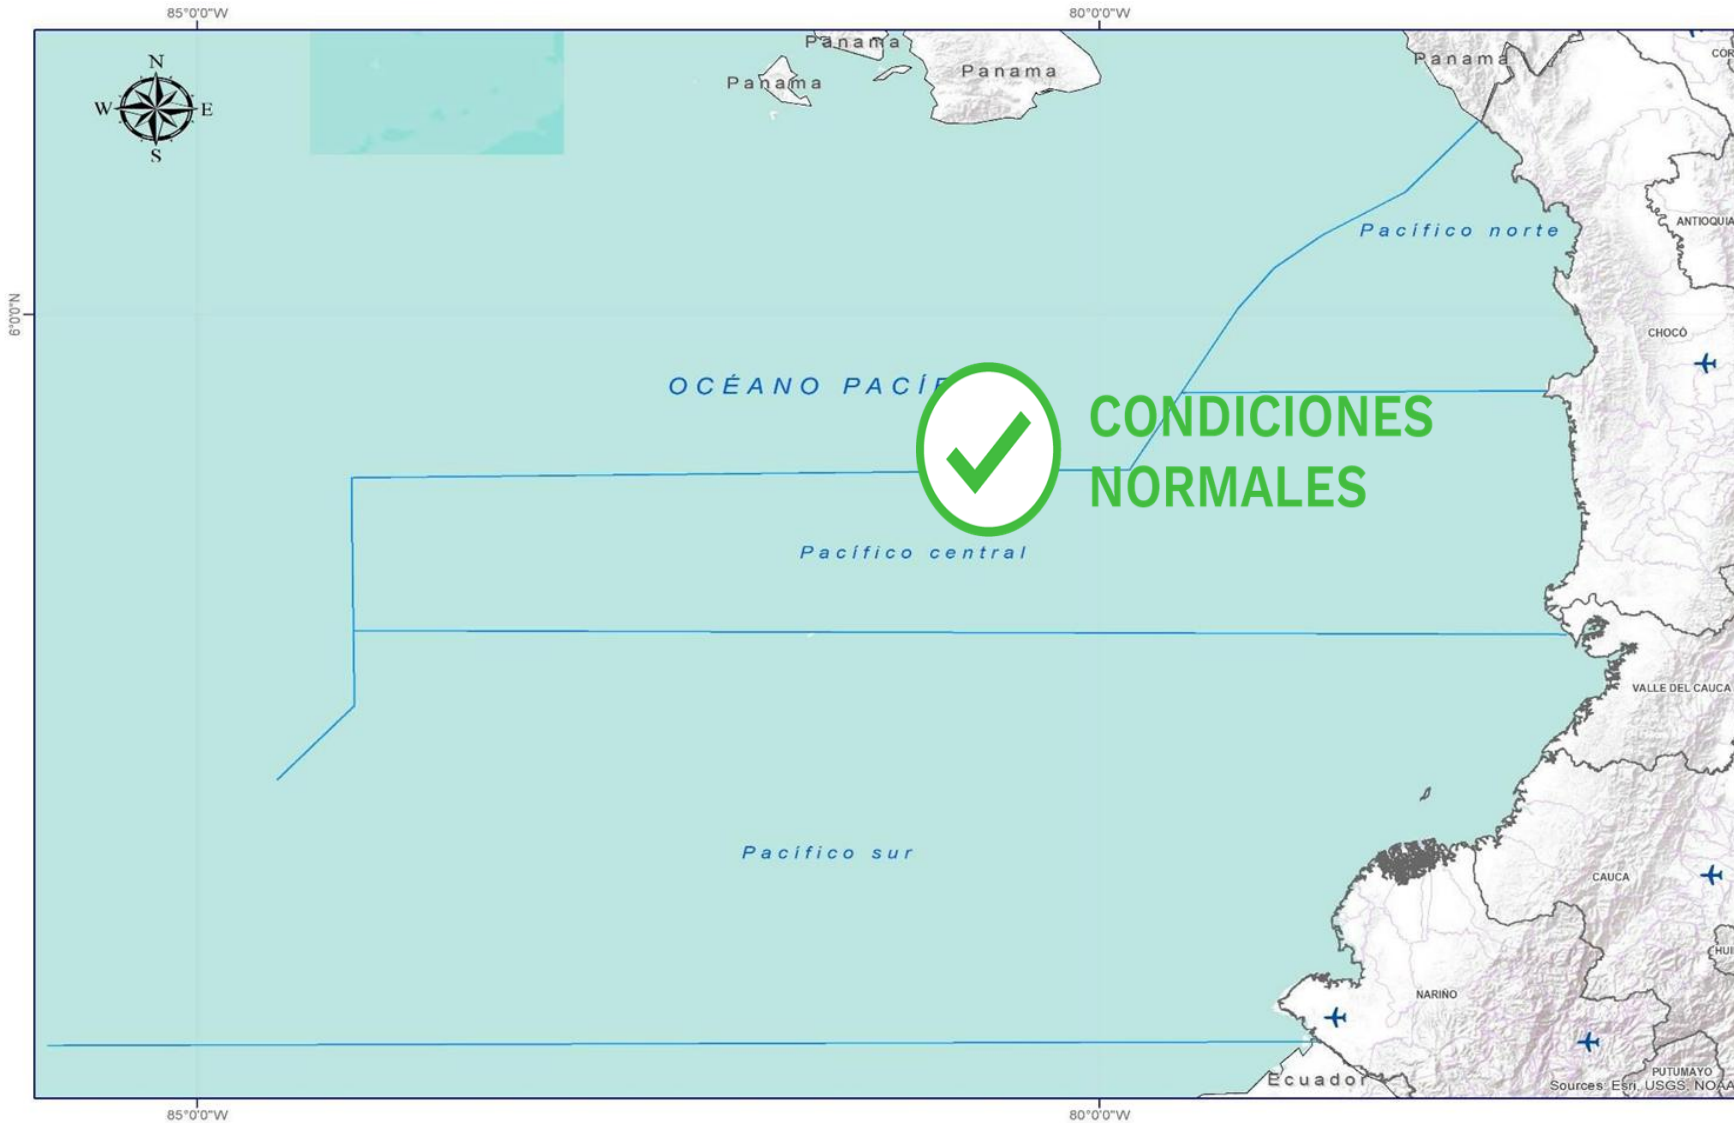 85°0'0"W
80°0'0"W
N
W
E
S
Panama
Panama
Panama
Panama
COR
ANTIOQUIA
Pacífico norte
6°0'0"N
CHOCÓ
OCÉANO PACÍF
CONDICIONES
NORMALES
Pacífico central
VALLE DEL CAUCA
Pacífico sur
CAUCA
HUI
NARIÑO
PUTUMAYO
Ecuador
Sources: Esri, USGS, NOAA
85°0'0"W
80°0'0"W